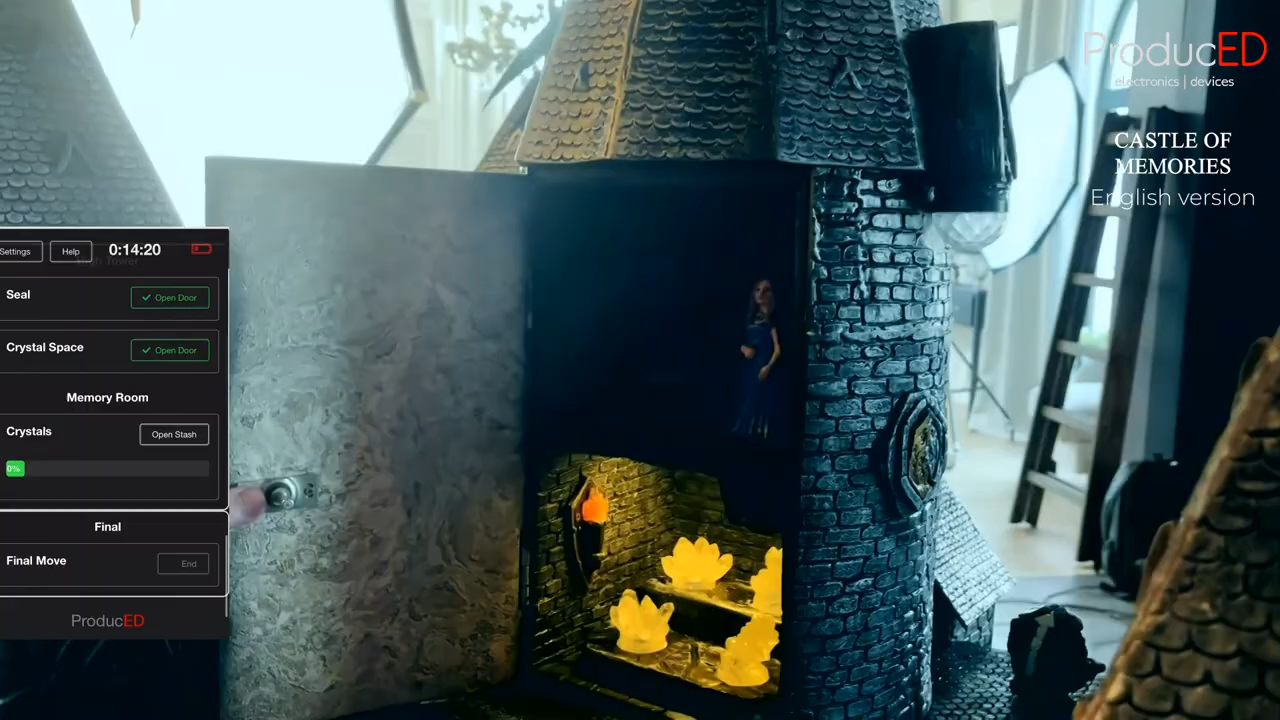 ProducED
electronics | devices
CASTLE OF
MEMORIES
English version
Settings
Help
0:14:20
Seal
Open Door
Crystal Space
Open Door
Memory Room
Crystals
Open Stash
0%
Final
Final Move
End
ProducED